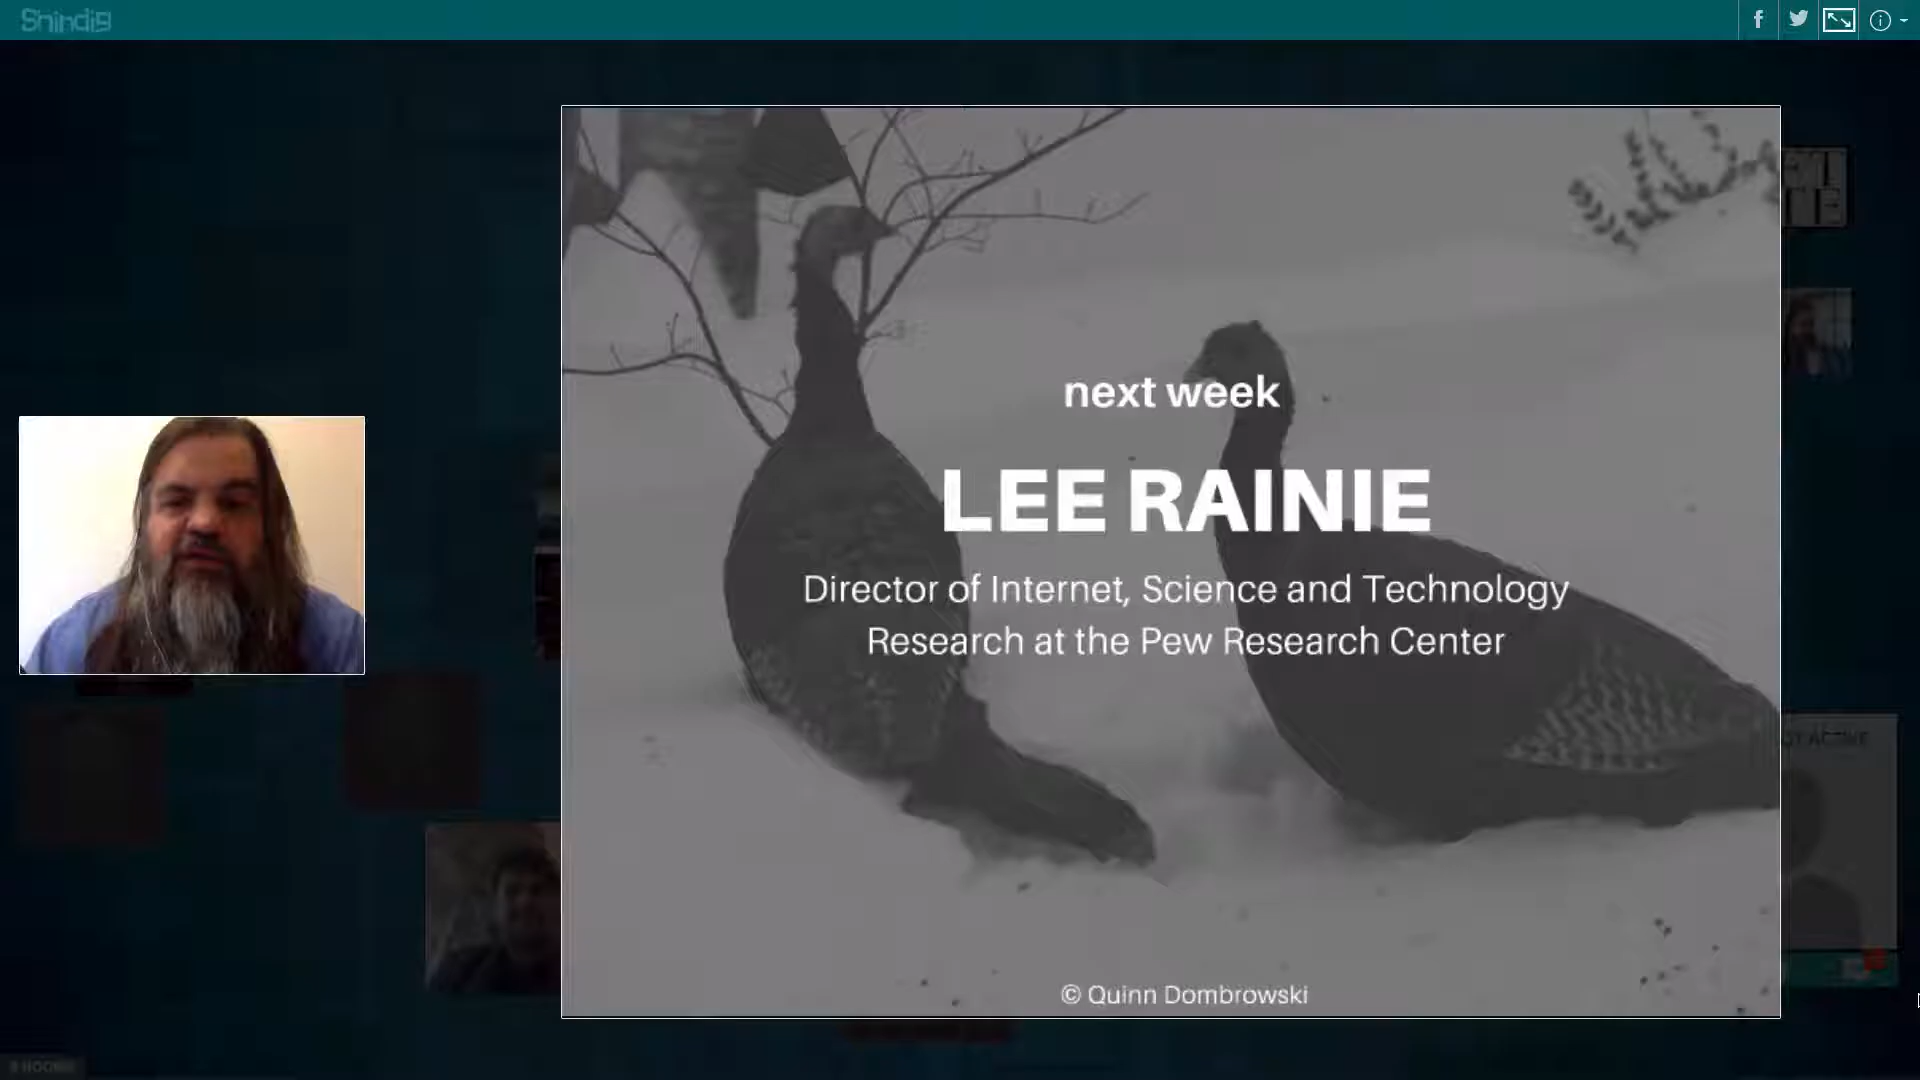 Shindig
next week
LEE RAINIE
Director of Internet, Science and Technology
Research at the Pew Research Center
© Quinn Dombrowski